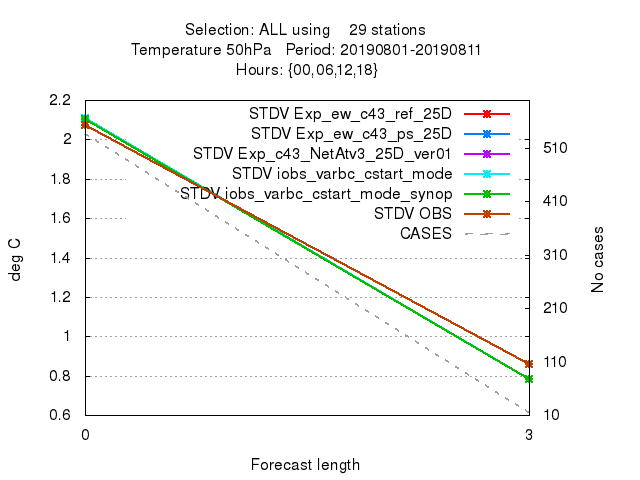 Selection: ALL using    29 stations
Temperature 50hPa   Period: 20190801-20190811
Hours: {00,06,12,18}
STDV Exp_ew_c43_ref_25D
STDV Exp_ew_c43_ps_25D
STDV Exp_c43_NetAtv3_25D_ver01
STDV iobs_varbc_cstart_mode
STDV iobs_varbc_cstart_mode_synop
STDV OBS
CASES
2.2
2
1.8
1.6
1.4
1.2
1
0.8
0.6
deg C
510
410
310
210
110
10
No cases
0
3
Forecast length